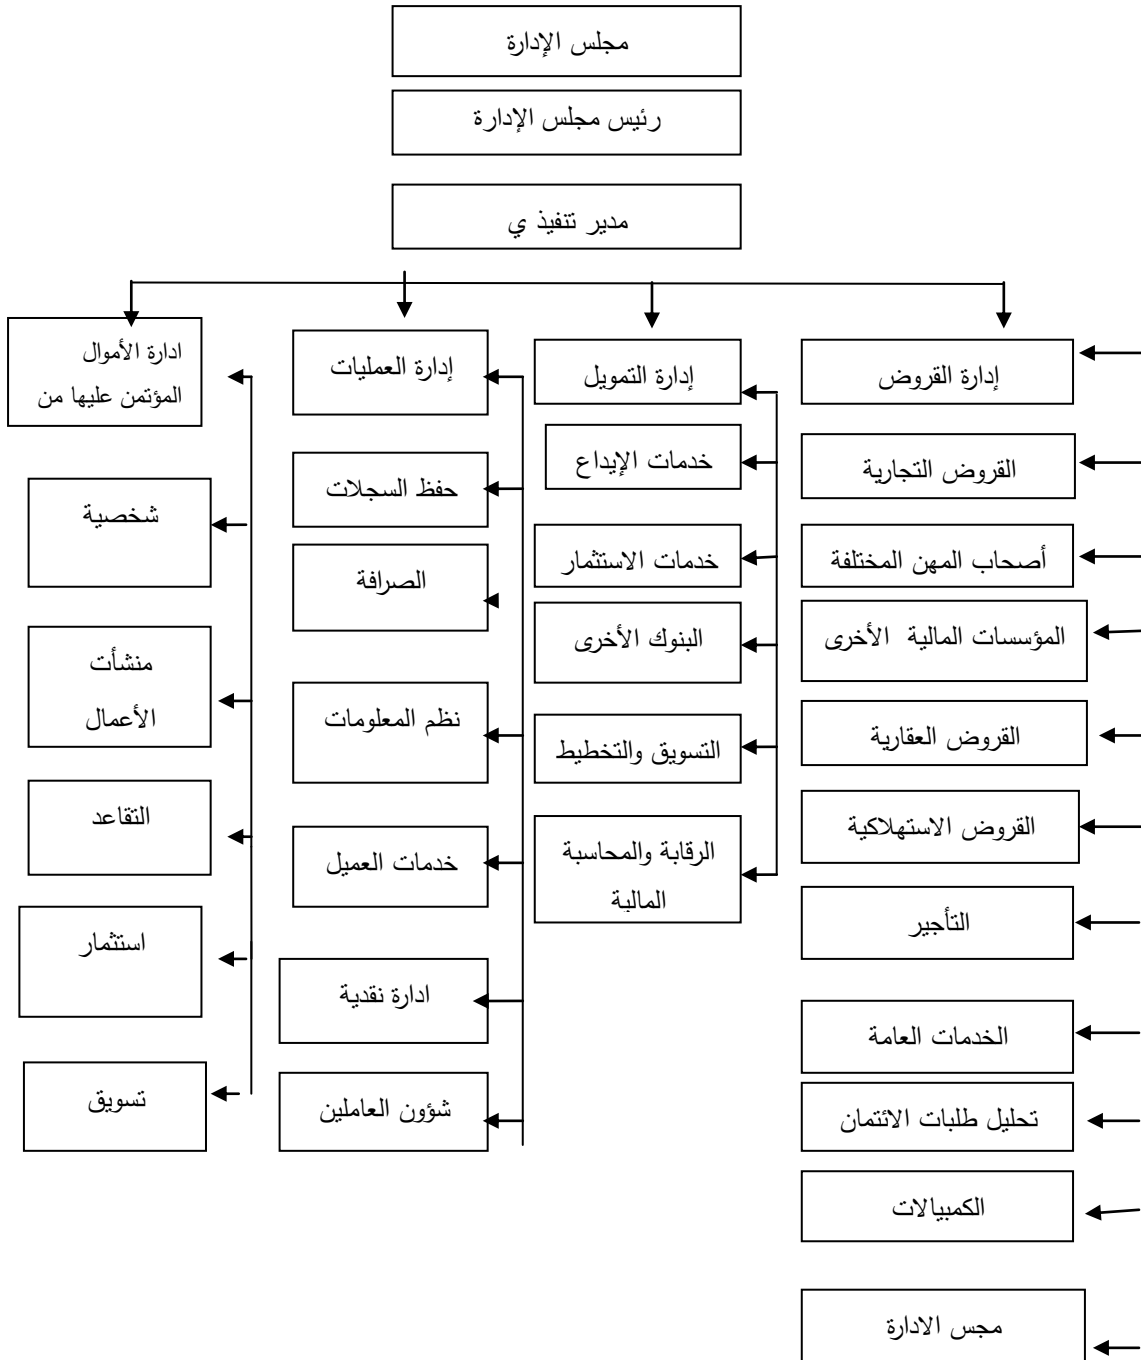 مجلس الإدارة
رئيس مجلس الإدارة
مدير تنفيذ ي
إدارة القروض
القروض التجارية
أصحاب المهن المختلفة
المؤسسات المالية الأخرى
القروض العقارية
القروض الاستهلاكية
التأجير
الخدمات العامة
تحليل طلبات الائتمان
الكمبيالات
مجس الادارة
إدارة التمويل
خدمات الإيداع
خدمات الاستثمار
البنوك الأخرى
التسويق والتخطيط
الرقابة والمحاسبة
المالية
إدارة العمليات
حفظ السجلات
الصرافة
نظم المعلومات
خدمات العميل
ادارة نقدية
شؤون العاملين
ادارة الأموال
المؤتمن عليها من
شخصية
منشأت
الأعمال
التقاعد
استثمار
تسويق